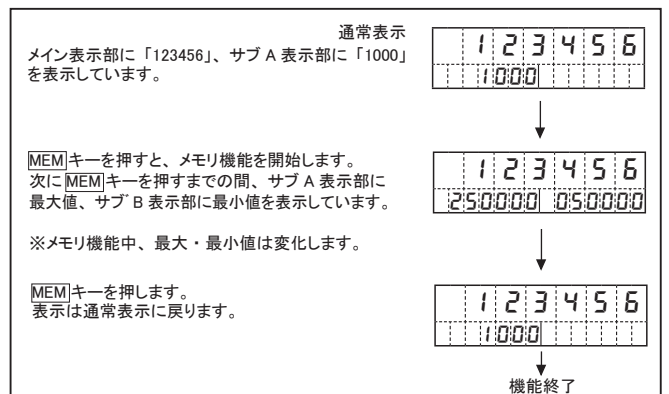 通常表示
メイン表示部に「123456」、サブ A 表示部に「1000」
を表示しています。
123456
1000
MEMキーを押すと、メモリ機能を開始します。
次にMEMキーを押すまでの間、サブ A 表示部に
最大値、サブ゛B 表示部に最小値を表示しています。
※メモリ機能中、最大・最小値は変化します。
123456
250000 050000
MEMキーを押します。
表示は通常表示に戻ります。
123456
1000
機能終了